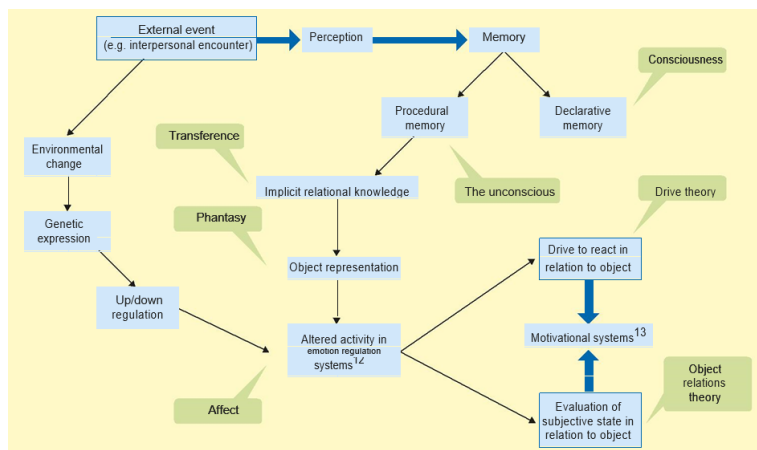 External event
(e.g. interpersonal encounter)
Perception
Memory
Consciousness
Procedural
memory
Declarative
memory
Transference
Environmental
change
Implicit relational knowledge
The unconscious
Drive theory
Phantasy
Genetic
expression
Object representation
Drive to react in
relation to object
Up/down
regulation
Altered activity in
emotion regulation
systems12
Motivational systems13
Affect
Object
relations
theory
Evaluation of
subjective state in
relation to object